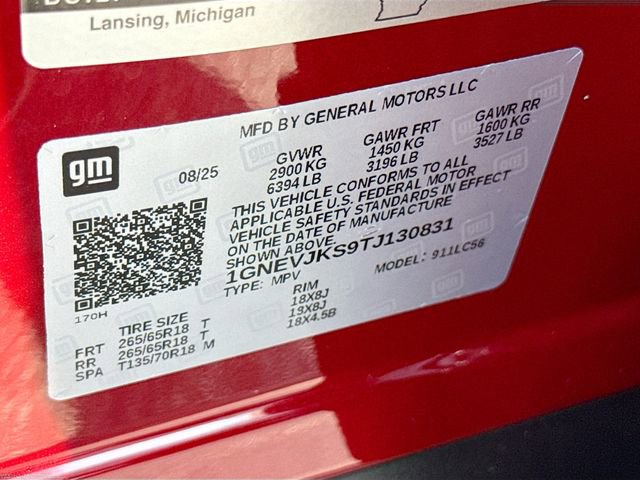 Lansing, Michigan
MFD BY GENERAL MOTORS LLC
gm
08/25
GVWR
2900 KG
6394 LB
GAWR FRT
1450 KG
3196 LB
GAWR RR
1600 KG
3527 LB
THIS VEHICLE CONFORMS TO ALL
APPLICABLE U.S. FEDERAL MOTOR
VEHICLE SAFETY STANDARDS IN EFFECT
ON THE DATE OF MANUFACTURE
SHOWN ABOVE.
1GNEVJKS9TJ130831
TYPE: MPV
MODEL: 911LC56
170H
TIRE SIZE RIM
FRT 265/65R18 T 18X8J
RR 265/65R18 T 18X8J
SPA T135/70R18 M 18X4.5B